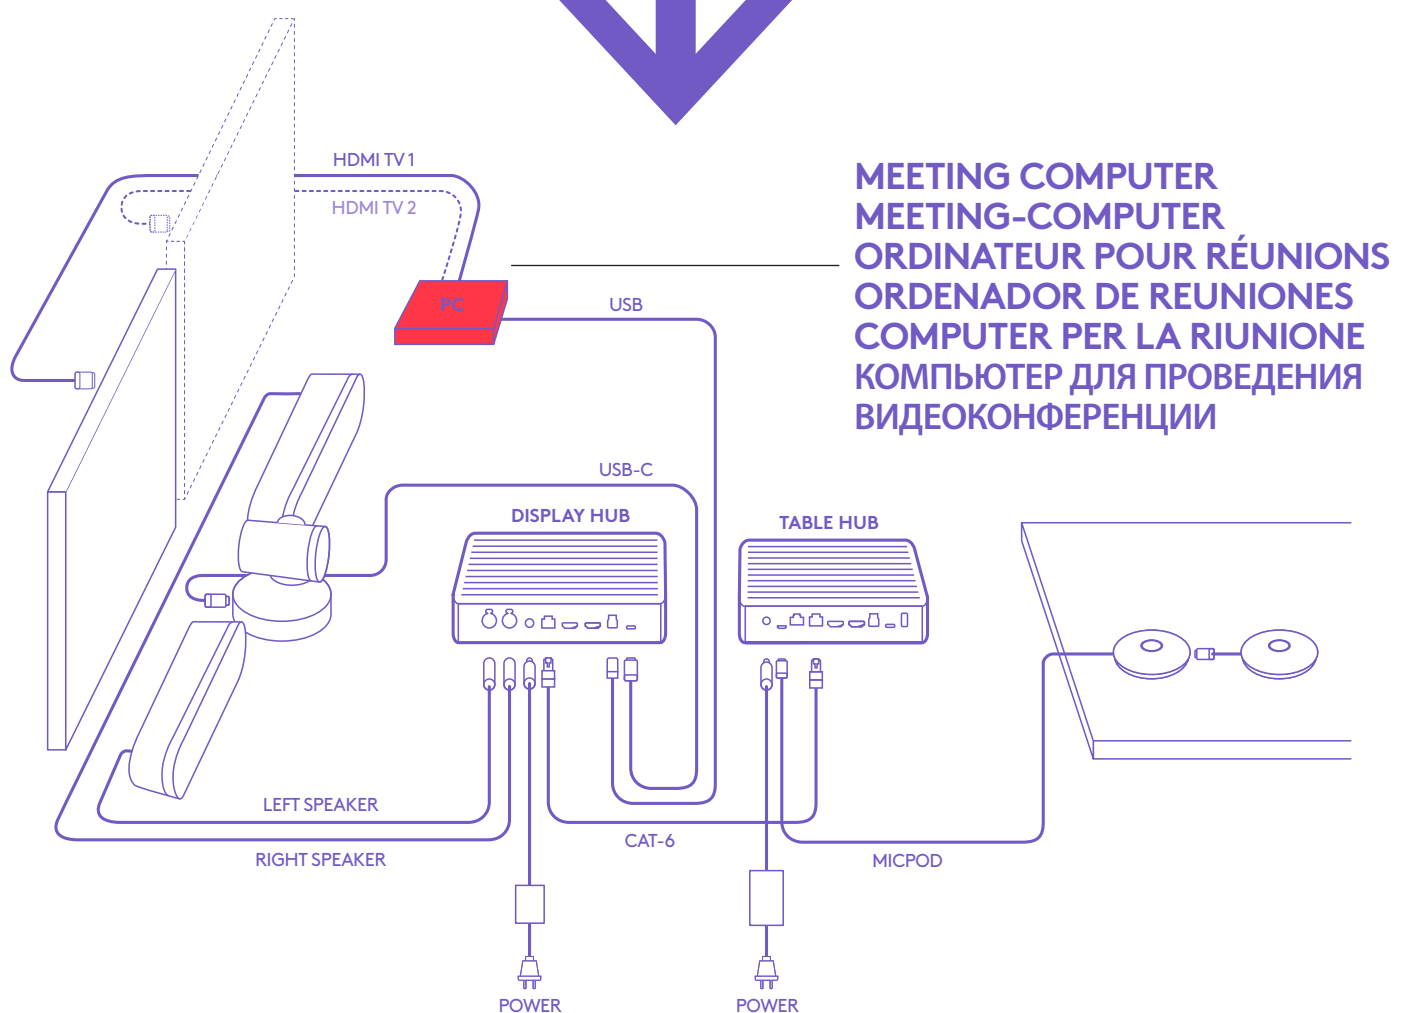 HDMI TV 1
HDMI TV 2
MEETING COMPUTER
MEETING-COMPUTER
ORDINATEUR POUR RÉUNIONS
ORDENADOR DE REUNIONES
COMPUTER PER LA RIUNIONE
КОМПЬЮТЕР ДЛЯ ПРОВЕДЕНИЯ
ВИДЕОКОНФЕРЕНЦИИ
PC
USB
USB-C
DISPLAY HUB
TABLE HUB
LEFT SPEAKER
RIGHT SPEAKER
CAT-6
MICPOD
POWER
POWER